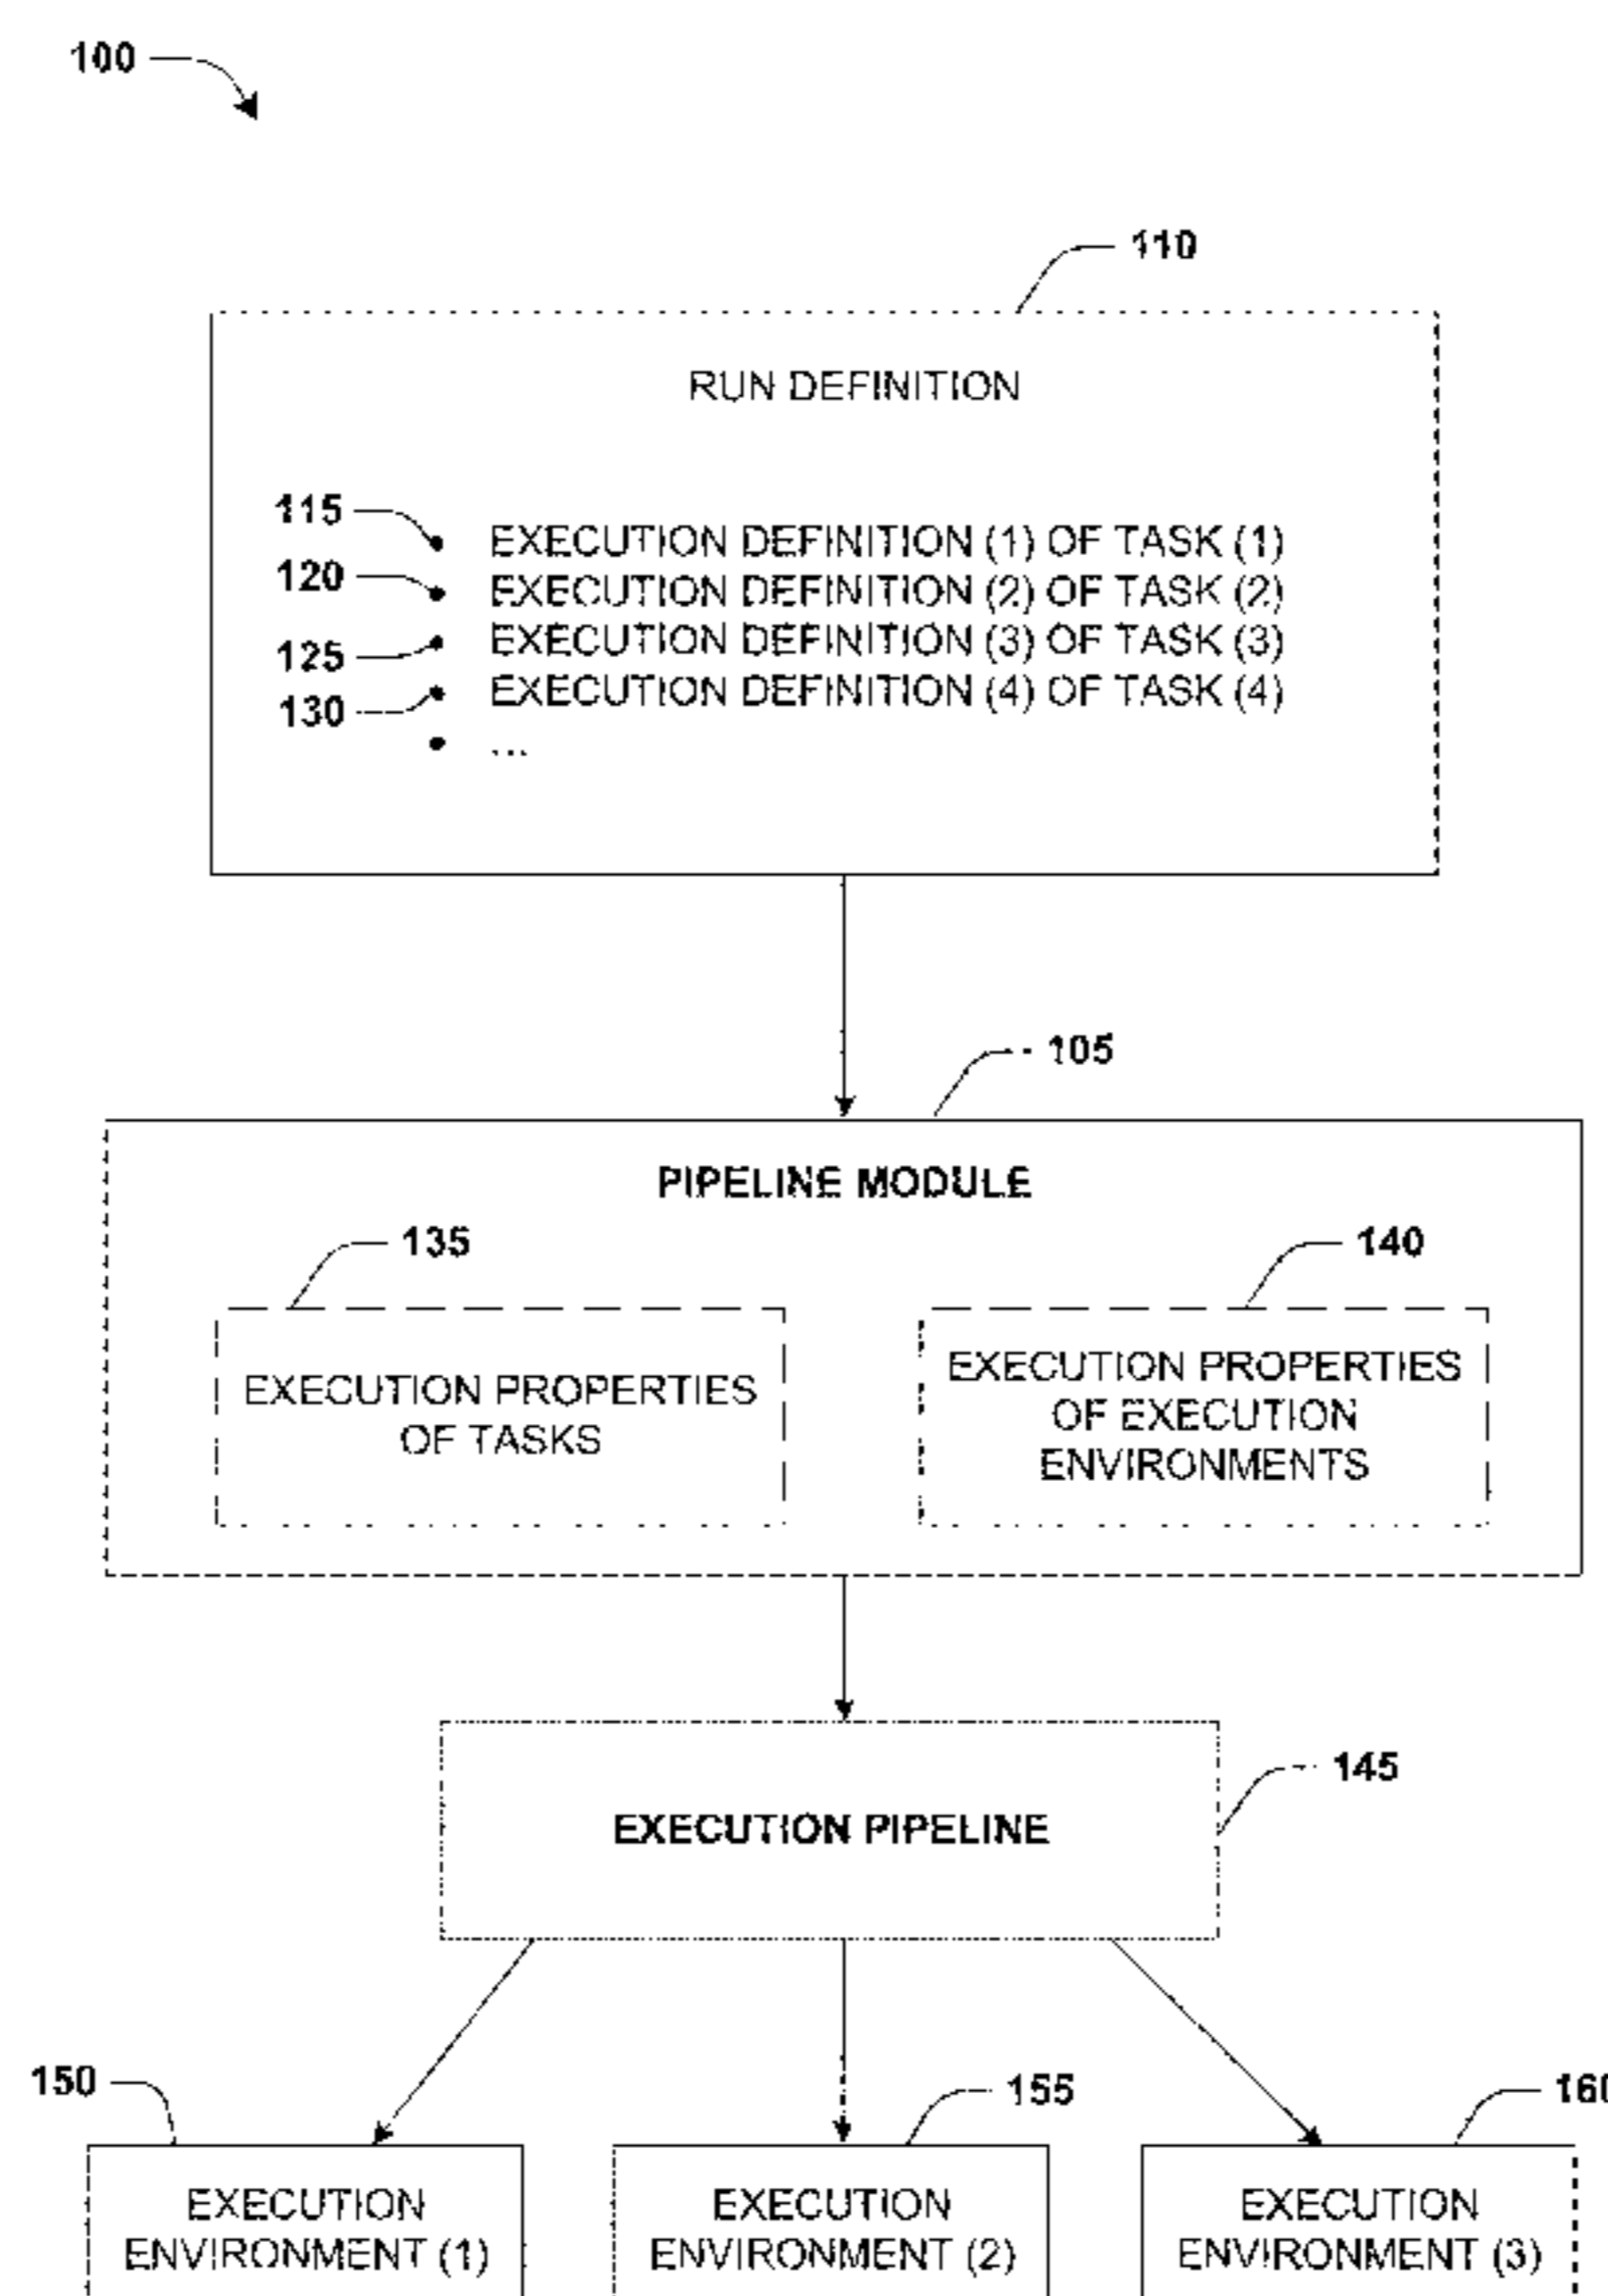 100
110
RUN DEFINITION
115
• EXECUTION DEFINITION (1) OF TASK (1)
120
• EXECUTION DEFINITION (2) OF TASK (2)
125
• EXECUTION DEFINITION (3) OF TASK (3)
130
• EXECUTION DEFINITION (4) OF TASK (4)
• ...
105
PIPELINE MODULE
135
140
EXECUTION PROPERTIES
OF TASKS
EXECUTION PROPERTIES
OF EXECUTION
ENVIRONMENTS
145
EXECUTION PIPELINE
150
155
160
EXECUTION
ENVIRONMENT (1)
EXECUTION
ENVIRONMENT (2)
EXECUTION
ENVIRONMENT (3)